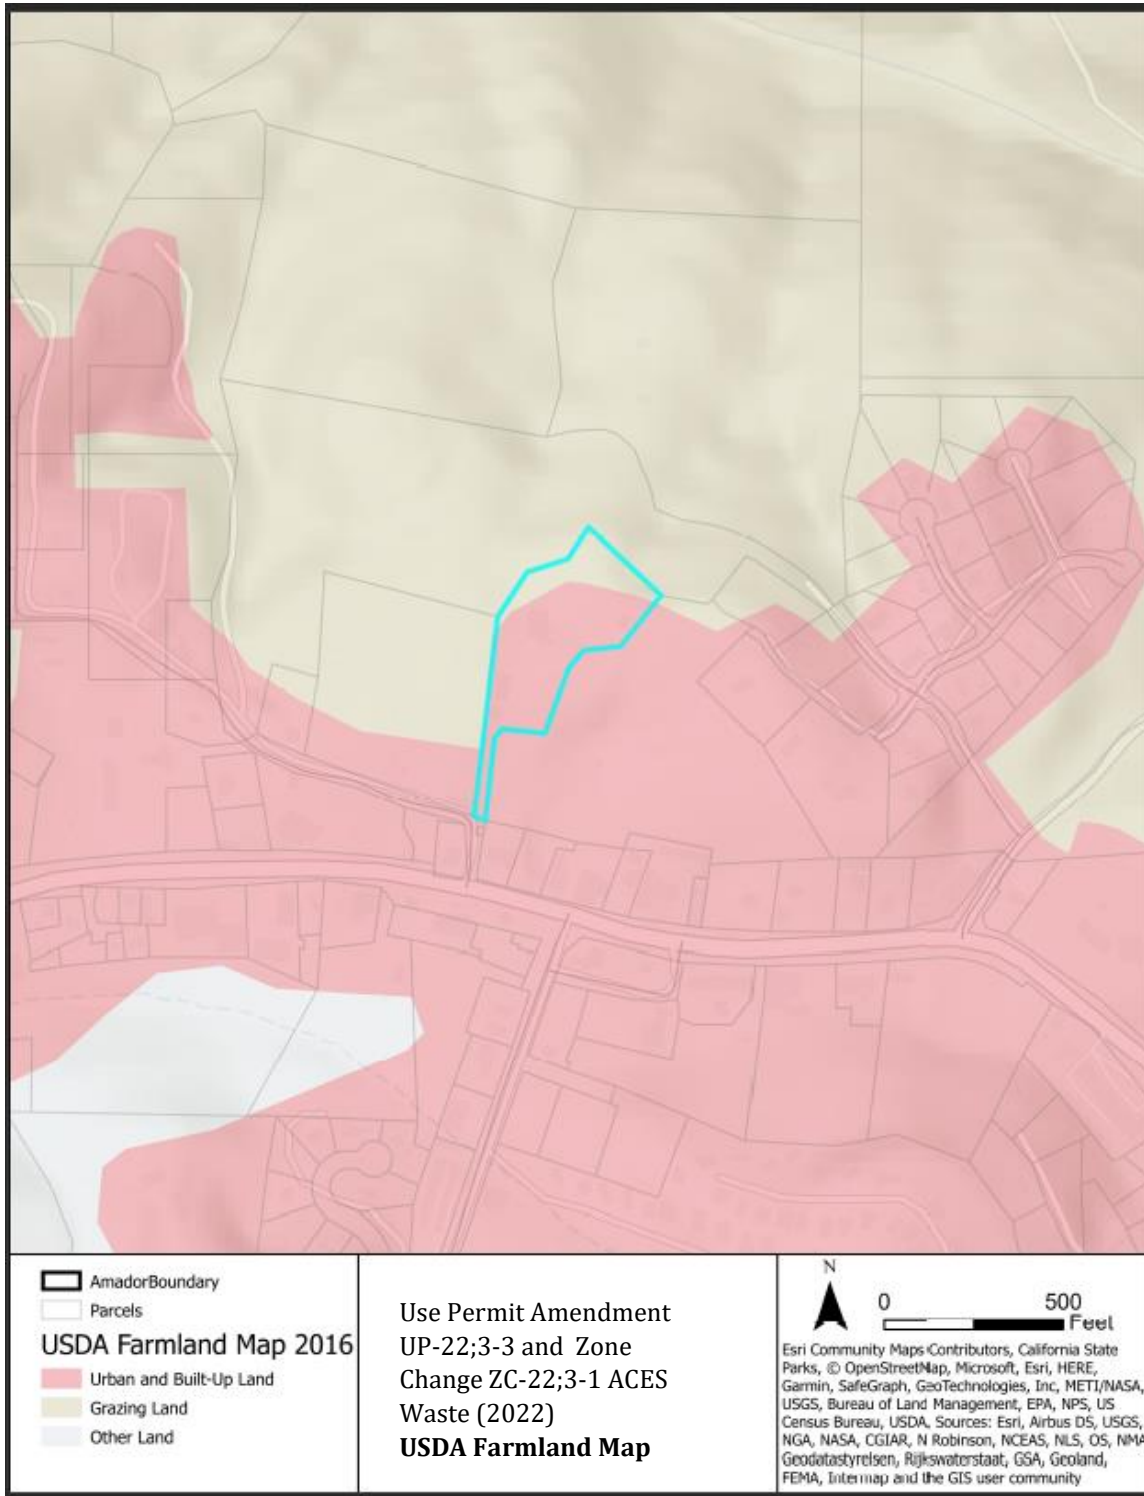 AmadorBoundary
Parcels
USDA Farmland Map 2016
Urban and Built-Up Land
Grazing Land
Other Land
Use Permit Amendment
UP-22;3-3 and Zone
Change ZC-22;3-1 ACES
Waste (2022)
USDA Farmland Map
N
0 500
Feet
Esri Community Maps Contributors, California State
Parks, © OpenStreetMap, Microsoft, Esri, HERE,
Garmin, SafeGraph, GeoTechnologies, Inc, METI/NASA,
USGS, Bureau of Land Management, EPA, NPS, US
Census Bureau, USDA, Sources: Esri, Airbus DS, USGS,
NGA, NASA, CGIAR, N Robinson, NCEAS, NLS, OS, NMA
Geodatastyrelsen, Rijkswaterstaat, GSA, Geoland,
FEMA, Intermap and the GIS user community